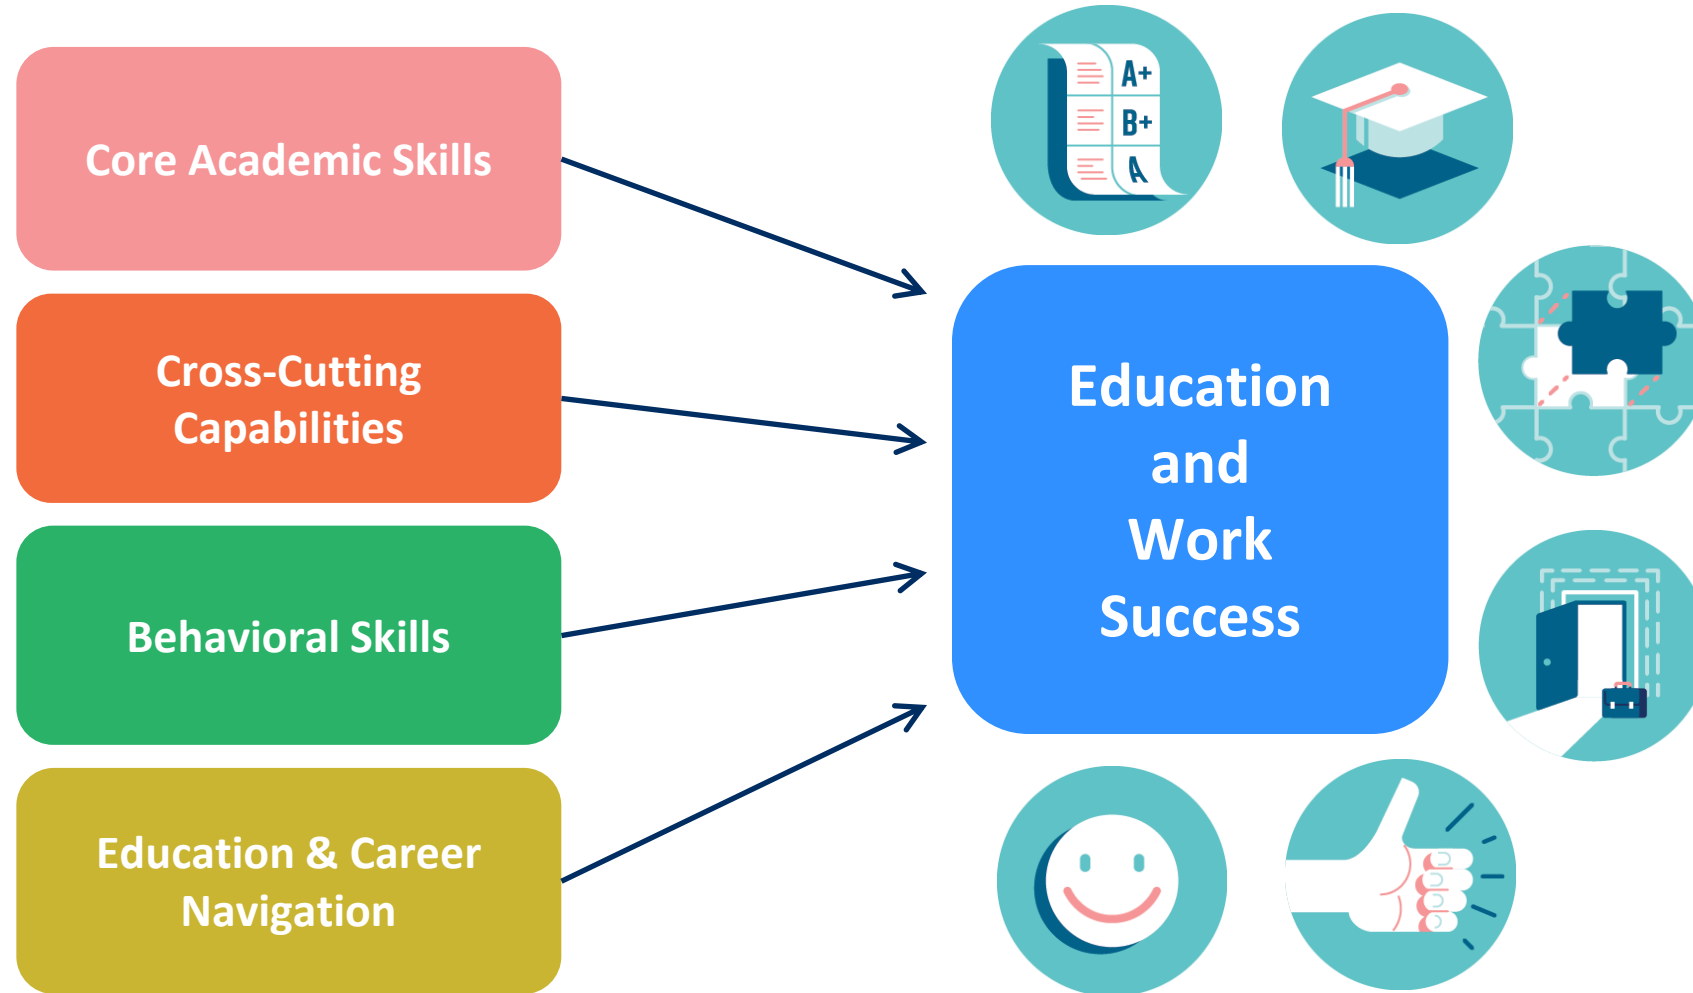 Core Academic Skills
Cross-Cutting
Capabilities
Behavioral Skills
Education & Career
Navigation
Education
and
Work
Success
A+
B+
A